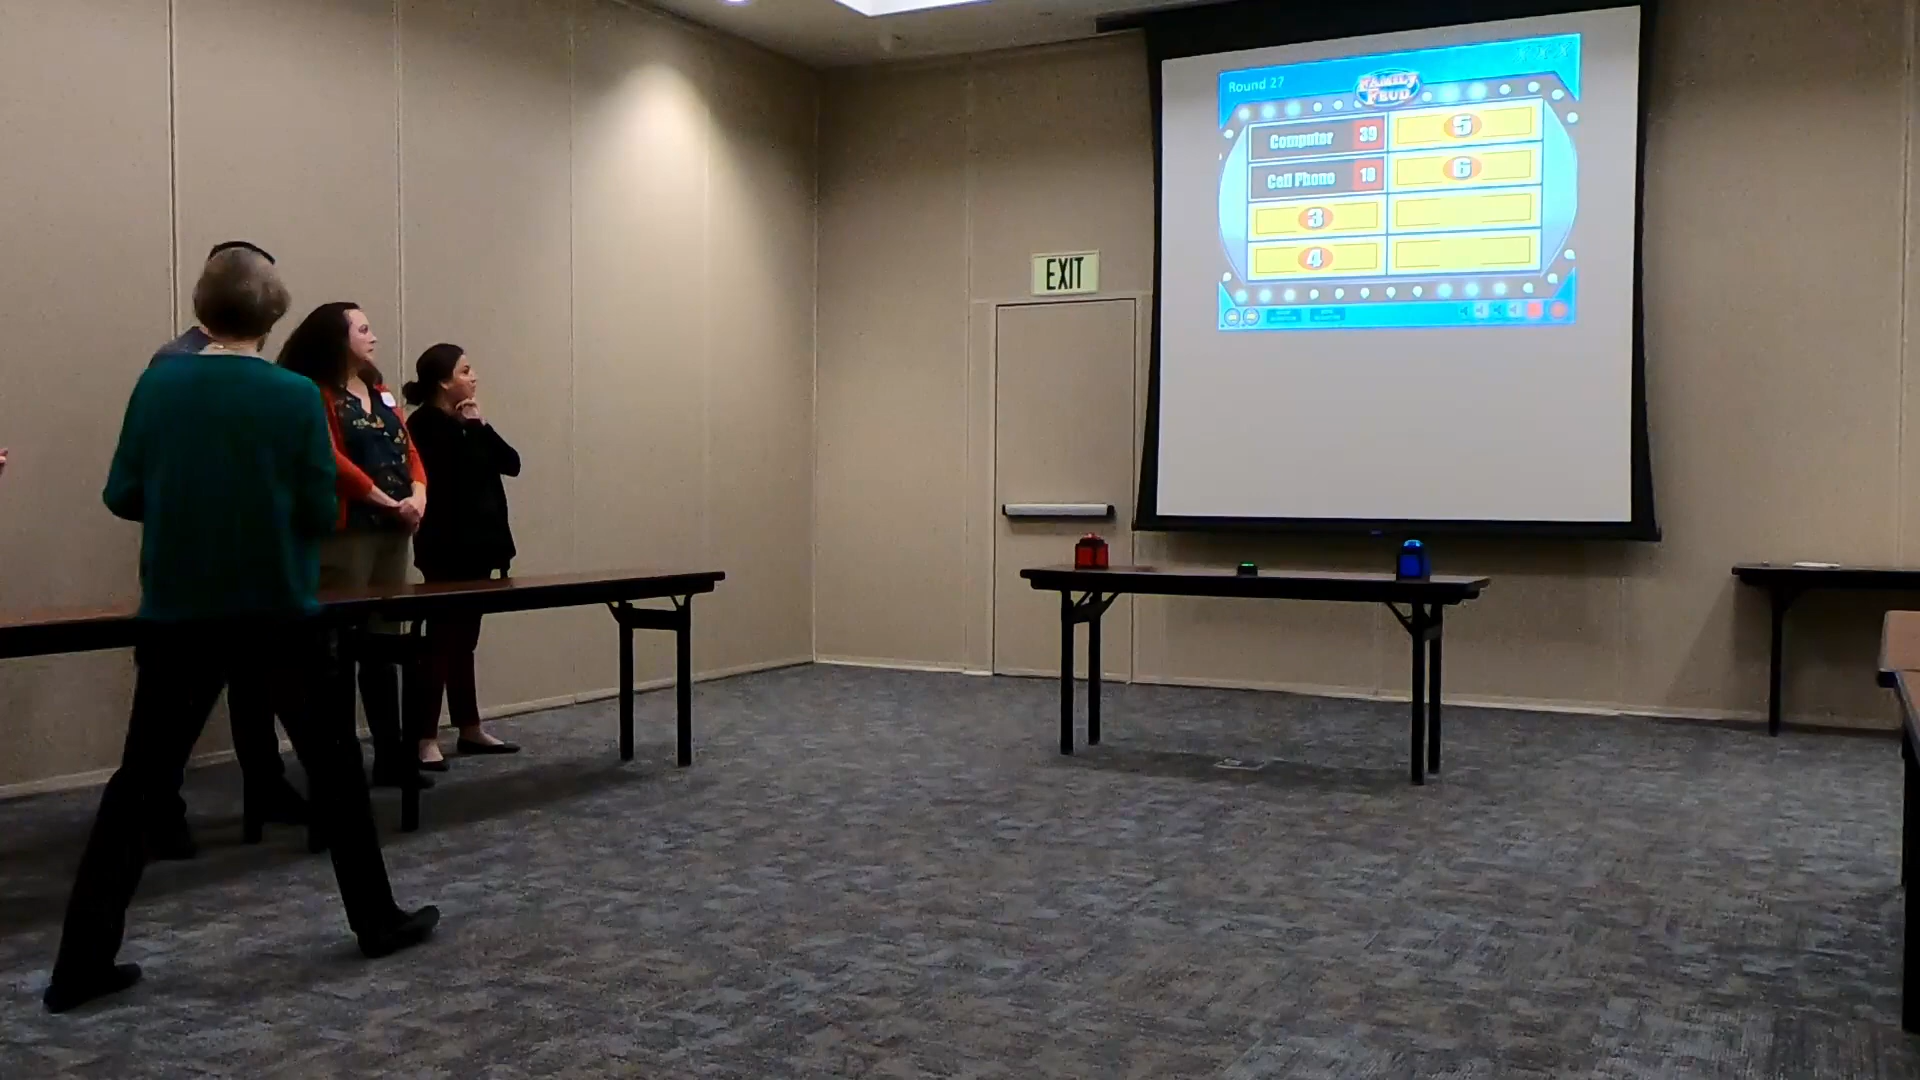 Round 27
FAMILY
FEUD
Computer 39
Cell Phone 18
3
4
5
6
EXIT